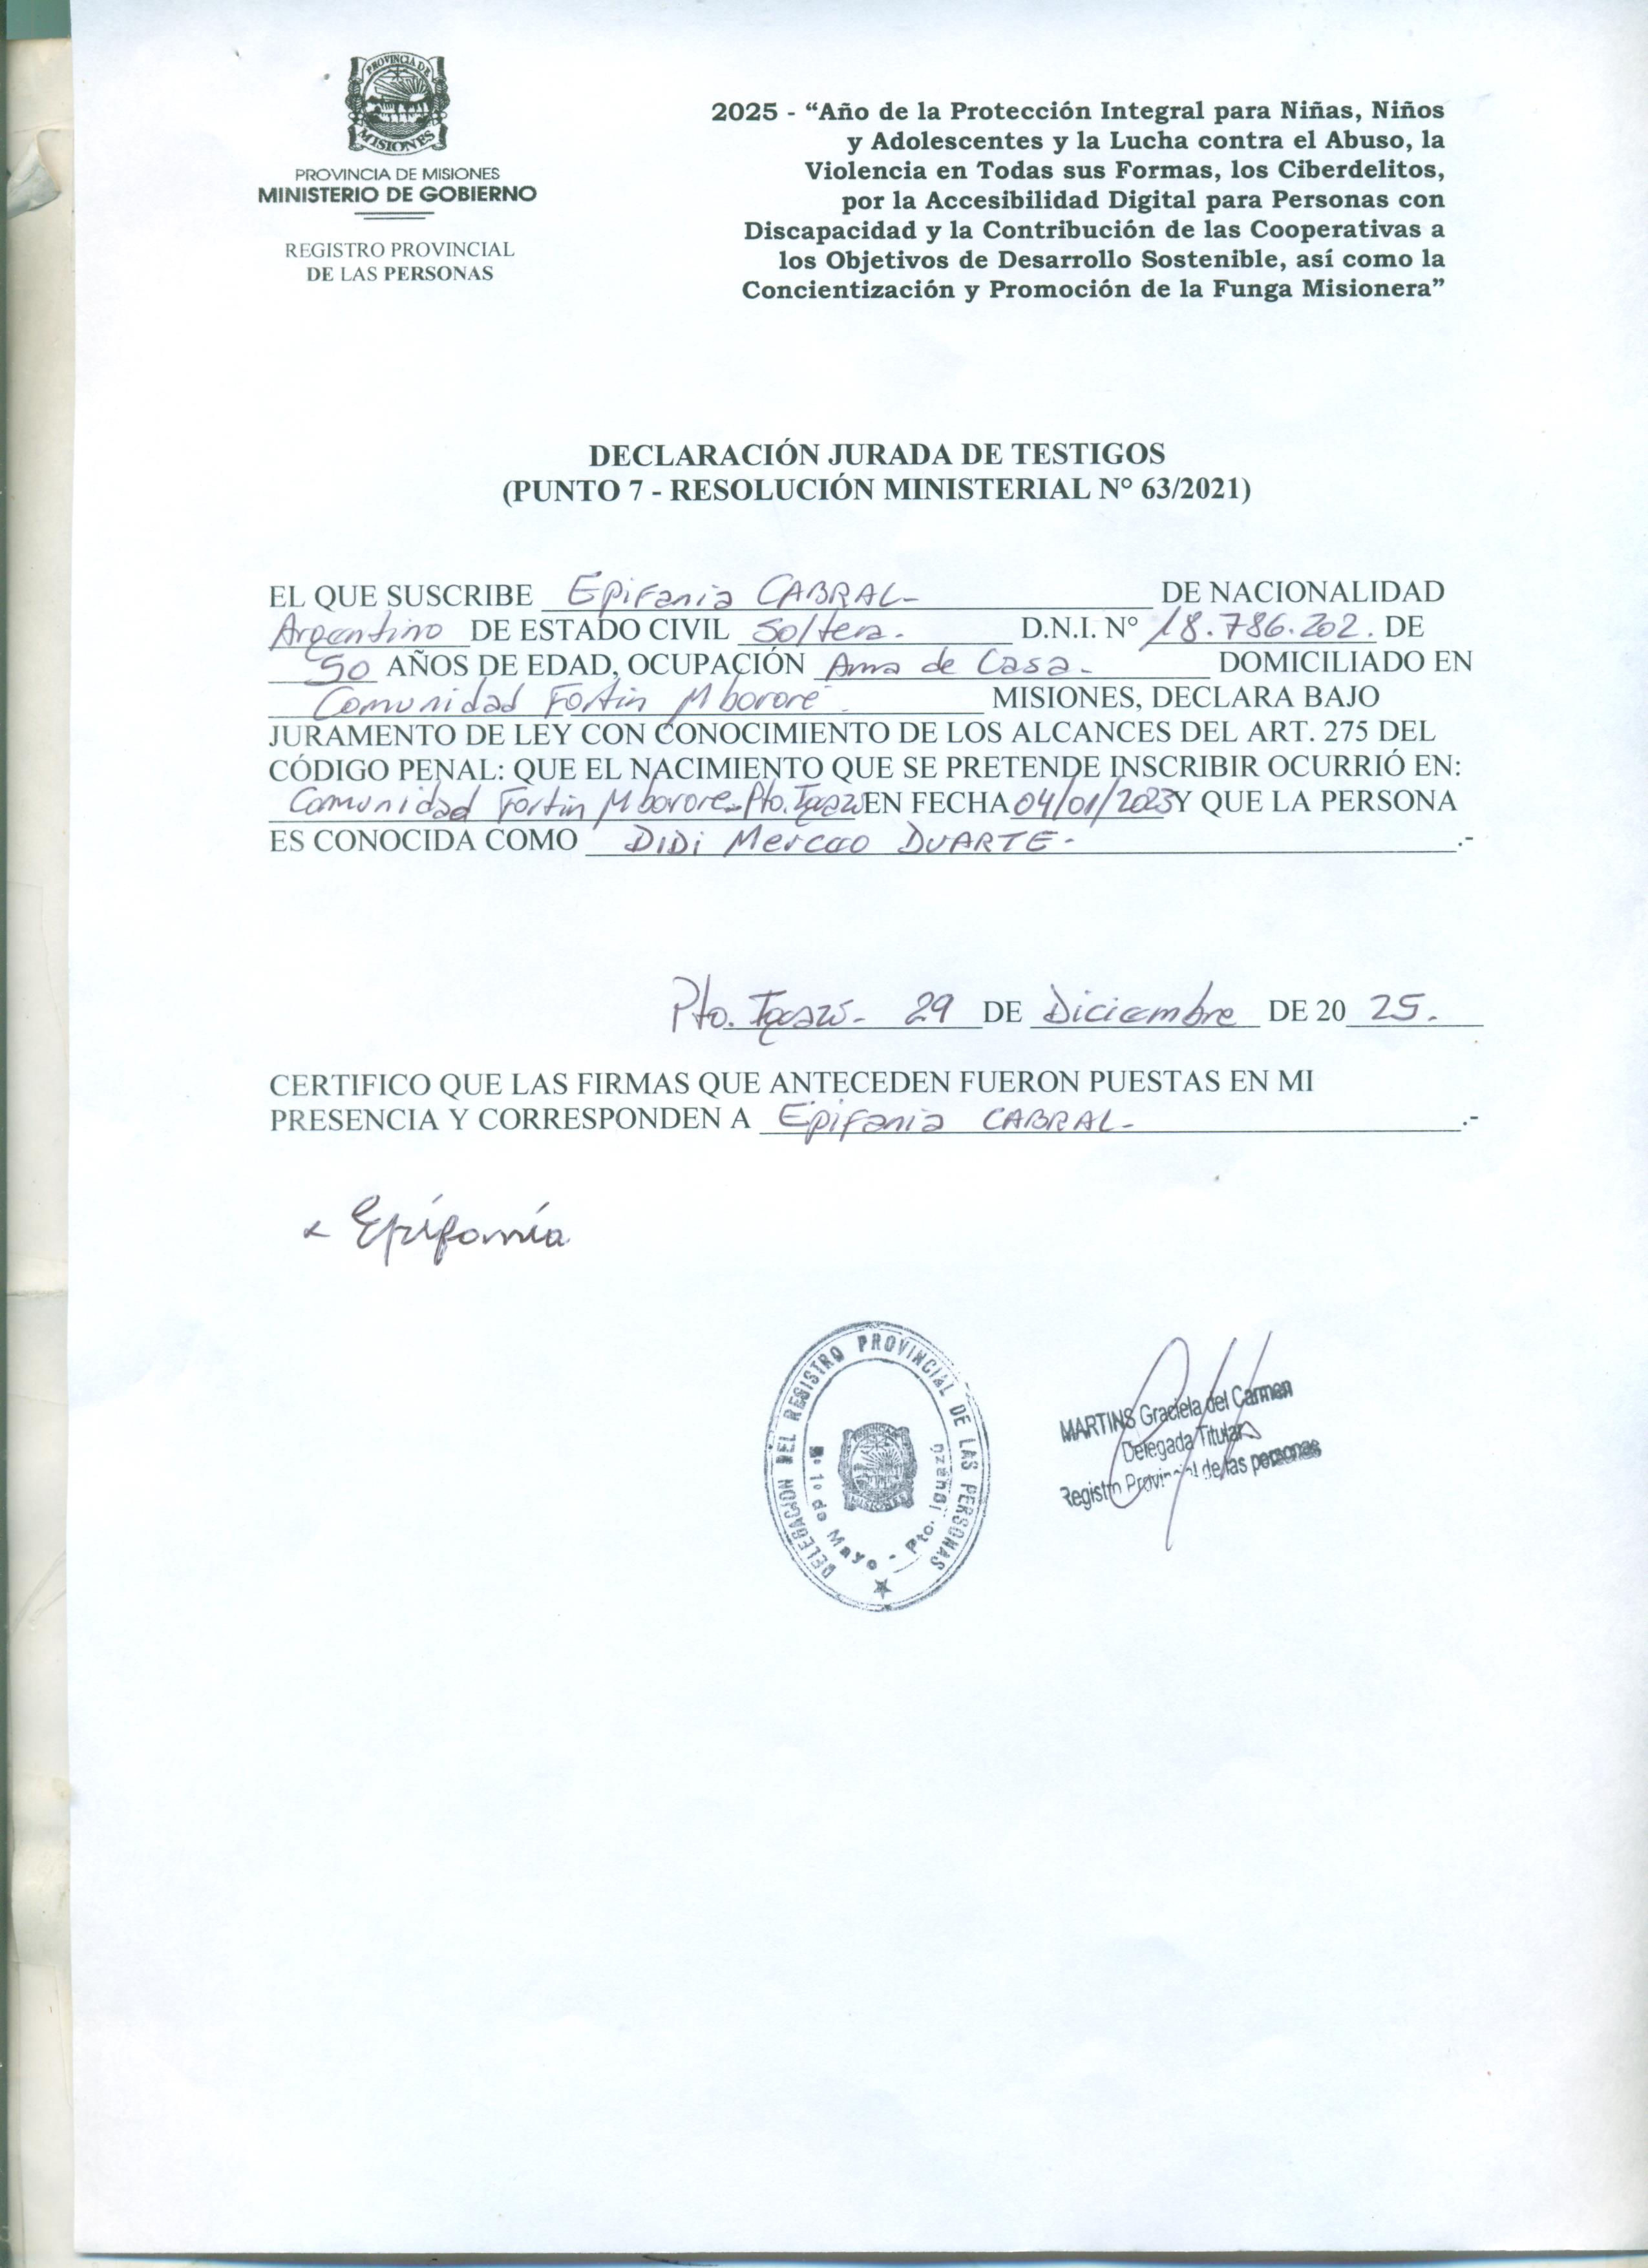 PROVINCIA DE
MISIONES
PROVINCIA DE MISIONES
MINISTERIO DE GOBIERNO
REGISTRO PROVINCIAL
DE LAS PERSONAS
2025 - “Año de la Protección Integral para Niñas, Niños
y Adolescentes y la Lucha contra el Abuso, la
Violencia en Todas sus Formas, los Ciberdelitos,
por la Accesibilidad Digital para Personas con
Discapacidad y la Contribución de las Cooperativas a
los Objetivos de Desarrollo Sostenible, así como la
Concientización y Promoción de la Funga Misionera”
DECLARACIÓN JURADA DE TESTIGOS
(PUNTO 7 - RESOLUCIÓN MINISTERIAL N° 63/2021)
EL QUE SUSCRIBE Epifania CABRAL- DE NACIONALIDAD
Argentino DE ESTADO CIVIL Soltera. D.N.I. N° 18.786.202. DE
50 AÑOS DE EDAD, OCUPACIÓN Ama de Casa- DOMICILIADO EN
Comunidad Fortin Mbororé. MISIONES, DECLARA BAJO
JURAMENTO DE LEY CON CONOCIMIENTO DE LOS ALCANCES DEL ART. 275 DEL
CÓDIGO PENAL: QUE EL NACIMIENTO QUE SE PRETENDE INSCRIBIR OCURRIÓ EN:
Comunidad Fortin Mborore-Pto. EN FECHA 04/01/2023 Y QUE LA PERSONA
ES CONOCIDA COMO DIDI DUARTE- .-
Pto. 29 DE Diciembre DE 20 25.
CERTIFICO QUE LAS FIRMAS QUE ANTECEDEN FUERON PUESTAS EN MI
PRESENCIA Y CORRESPONDEN A Epifania CABRAL- .-
x Epifanía
DELEGACION DEL REGISTRO PROVINCIAL DE LAS PERSONAS
Nº 1º de Mayo - Pto. Iguazú
MISIONES
MARTINS Graciela del Carmen
Delegada Titular
Registro Provincial de las personas